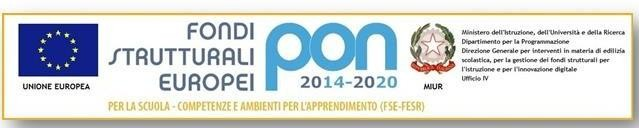 UNIONE EUROPEA
FONDI
STRUTTURALI
EUROPEI
pon
2014-2020
MIUR
Ministero dell'Istruzione, dell'Università e della Ricerca
Dipartimento per la Programmazione
Direzione Generale per interventi in materia di edilizia
scolastica, per la gestione dei fondi strutturali per
l'istruzione e per l'innovazione digitale
Ufficio IV
PER LA SCUOLA - COMPETENZE E AMBIENTI PER L'APPRENDIMENTO (FSE-FESR)